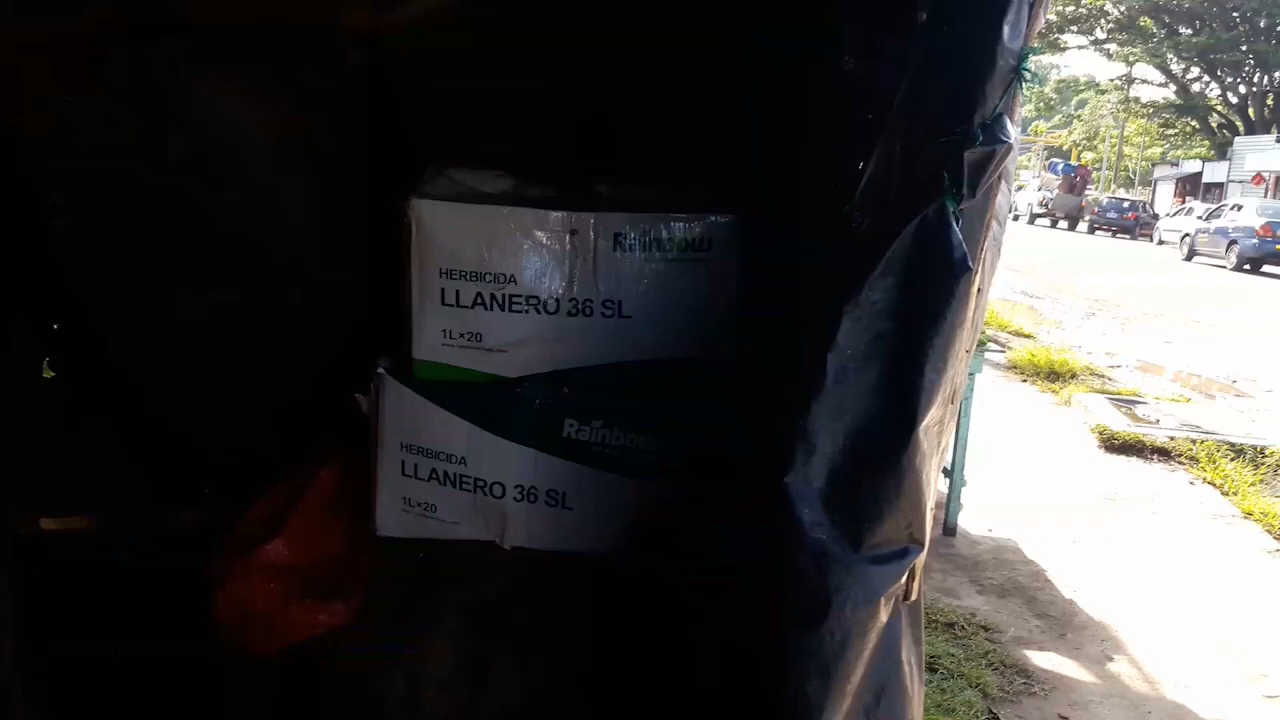 Rainbow
HERBICIDA
LLANERO 36 SL
1L×20
Rainbow
HERBICIDA
LLANERO 36 SL
1L×20